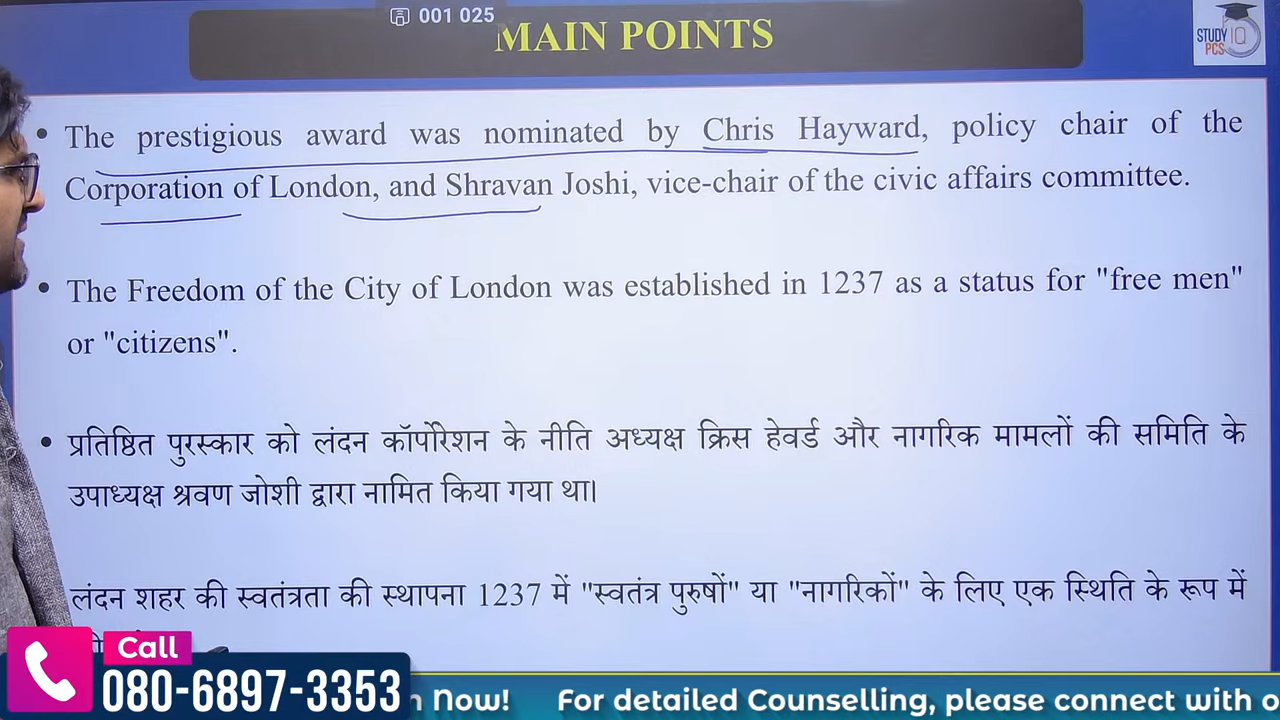 001 025
MAIN POINTS
STUDY IQ
PCS
• The prestigious award was nominated by Chris Hayward, policy chair of the
Corporation of London, and Shravan Joshi, vice-chair of the civic affairs committee.
• The Freedom of the City of London was established in 1237 as a status for "free men"
or "citizens".
• प्रतिष्ठित पुरस्कार को लंदन कॉर्पोरेशन के नीति अध्यक्ष क्रिस हेवर्ड और नागरिक मामलों की समिति के
उपाध्यक्ष श्रवण जोशी द्वारा नामित किया गया था।
लंदन शहर की स्वतंत्रता की स्थापना 1237 में "स्वतंत्र पुरुषों" या "नागरिकों" के लिए एक स्थिति के रूप में
Call
080-6897-3353
Now! For detailed Counselling, please connect with